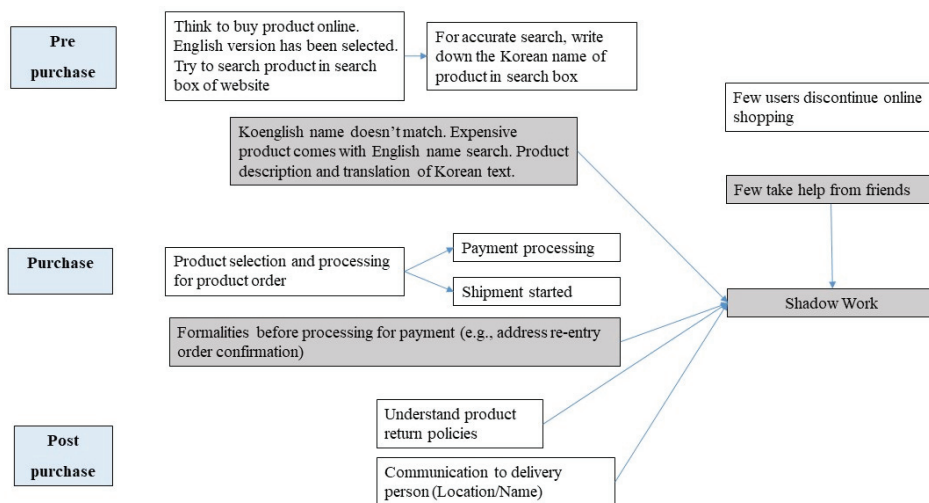 Pre
purchase
Think to buy product online.
English version has been selected.
Try to search product in search
box of website
For accurate search, write
down the Korean name of
product in search box
Few users discontinue online
shopping
Koenglish name doesn't match. Expensive
product comes with English name search. Product
description and translation of Korean text.
Few take help from friends
Purchase
Product selection and processing
for product order
Payment processing
Shipment started
Shadow Work
Formalities before processing for payment (e.g., address re-entry
order confirmation)
Understand product
return policies
Post
purchase
Communication to delivery
person (Location/Name)